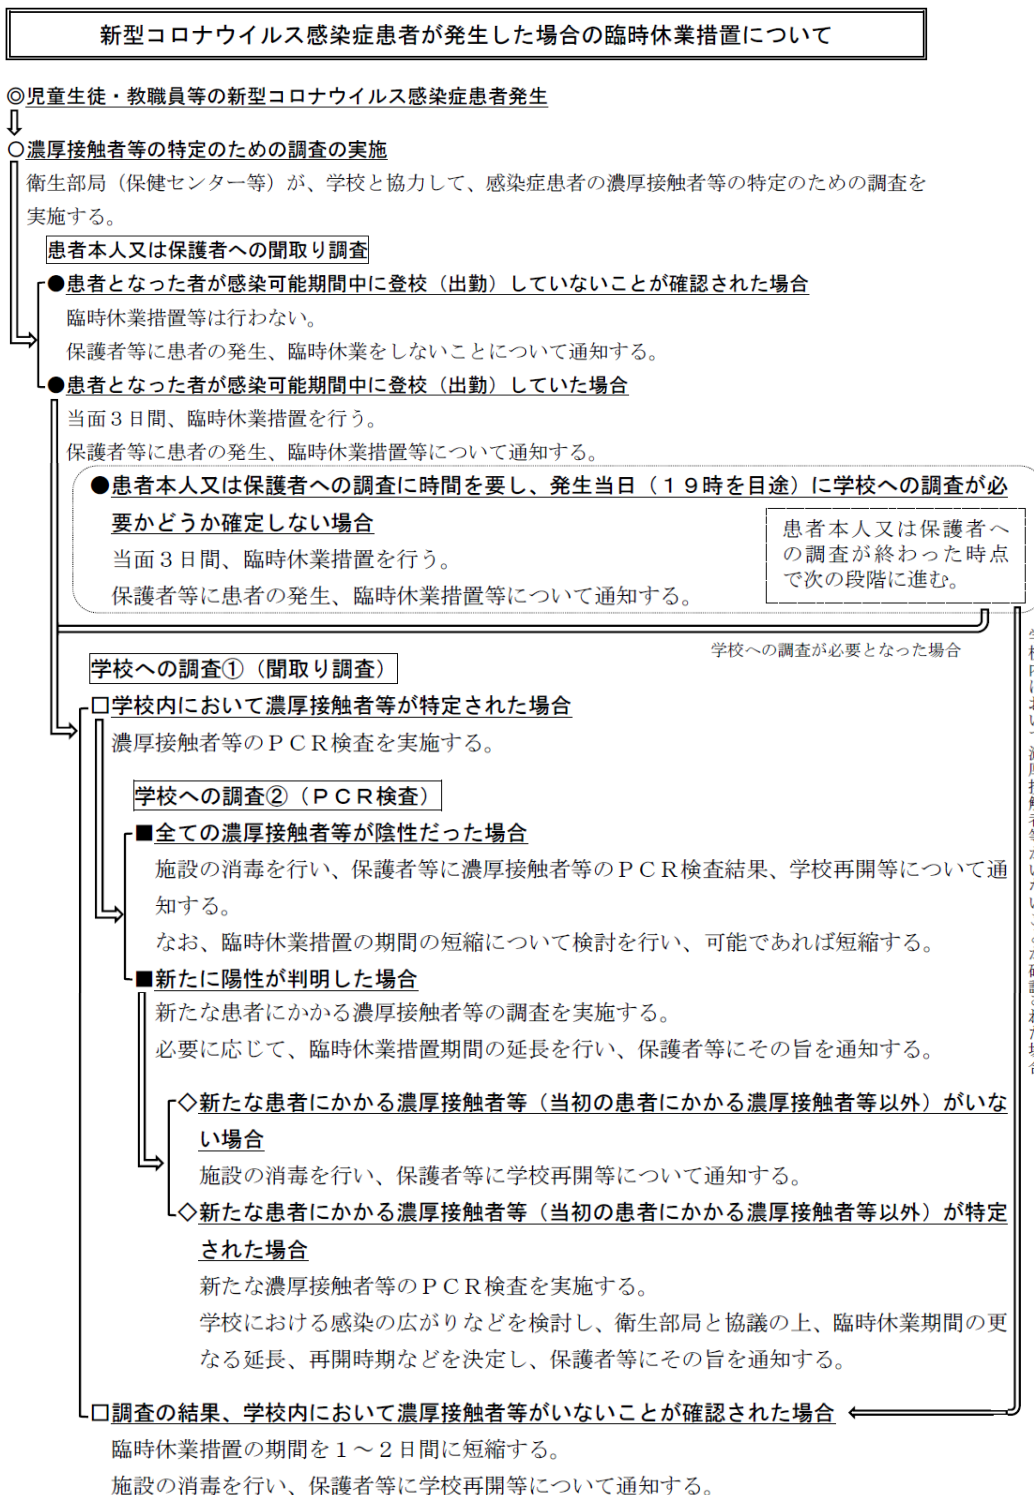 新型コロナウイルス感染症患者が発生した場合の臨時休業措置について
◎児童生徒・教職員等の新型コロナウイルス感染症患者発生
○濃厚接触者等の特定のための調査の実施
衛生部局（保健センター等）が、学校と協力して、感染症患者の濃厚接触者等の特定のための調査を
実施する。
患者本人又は保護者への聞取り調査
●患者となった者が感染可能期間中に登校（出勤）していないことが確認された場合
臨時休業措置等は行わない。
保護者等に患者の発生、臨時休業をしないことについて通知する。
●患者となった者が感染可能期間中に登校（出勤）していた場合
当面３日間、臨時休業措置を行う。
保護者等に患者の発生、臨時休業措置等について通知する。
●患者本人又は保護者への調査に時間を要し、発生当日（１９時を目途）に学校への調査が必
要かどうか確定しない場合
当面３日間、臨時休業措置を行う。
保護者等に患者の発生、臨時休業措置等について通知する。
患者本人又は保護者へ
の調査が終わった時点
で次の段階に進む。
学校への調査が必要となった場合
学校内において濃厚接触者等がいないことが確認された場合
学校への調査①（聞取り調査）
□学校内において濃厚接触者等が特定された場合
濃厚接触者等のＰＣＲ検査を実施する。
学校への調査②（ＰＣＲ検査）
■全ての濃厚接触者等が陰性だった場合
施設の消毒を行い、保護者等に濃厚接触者等のＰＣＲ検査結果、学校再開等について通
知する。
なお、臨時休業措置の期間の短縮について検討を行い、可能であれば短縮する。
■新たに陽性が判明した場合
新たな患者にかかる濃厚接触者等の調査を実施する。
必要に応じて、臨時休業措置期間の延長を行い、保護者等にその旨を通知する。
◇新たな患者にかかる濃厚接触者等（当初の患者にかかる濃厚接触者等以外）がいな
い場合
施設の消毒を行い、保護者等に学校再開等について通知する。
◇新たな患者にかかる濃厚接触者等（当初の患者にかかる濃厚接触者等以外）が特定
された場合
新たな濃厚接触者等のＰＣＲ検査を実施する。
学校における感染の広がりなどを検討し、衛生部局と協議の上、臨時休業期間の更
なる延長、再開時期などを決定し、保護者等にその旨を通知する。
□調査の結果、学校内において濃厚接触者等がいないことが確認された場合
臨時休業措置の期間を１～２日間に短縮する。
施設の消毒を行い、保護者等に学校再開等について通知する。